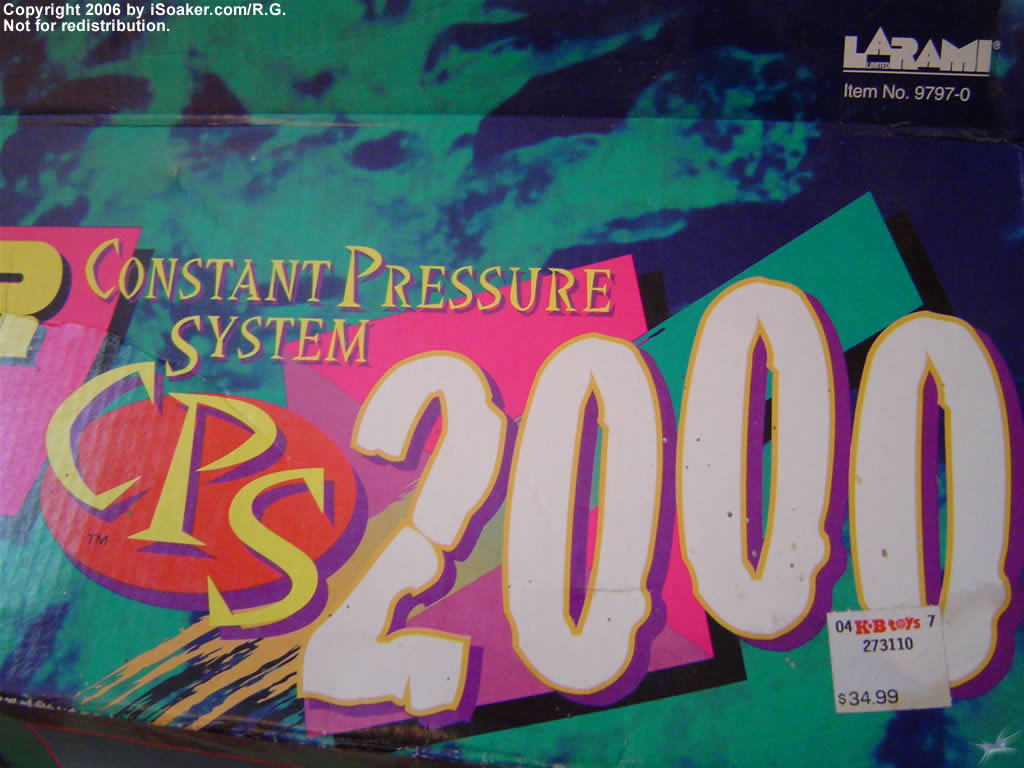 Copyright 2006 by iSoaker.com/R.G.
Not for redistribution.
LARAMI®
LIMITED
Item No. 9797-0
R
CONSTANT PRESSURE
SYSTEM
CPS
TM
2000
04 K·B toys 7
273110
$34.99